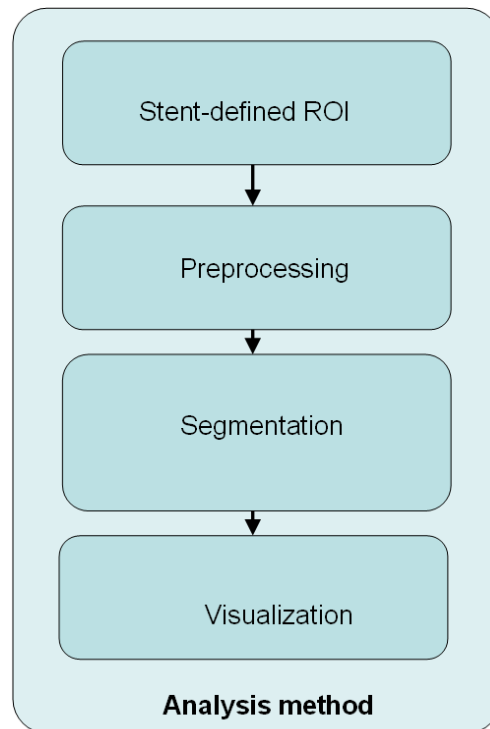 Stent-defined ROI
Preprocessing
Segmentation
Visualization
Analysis method